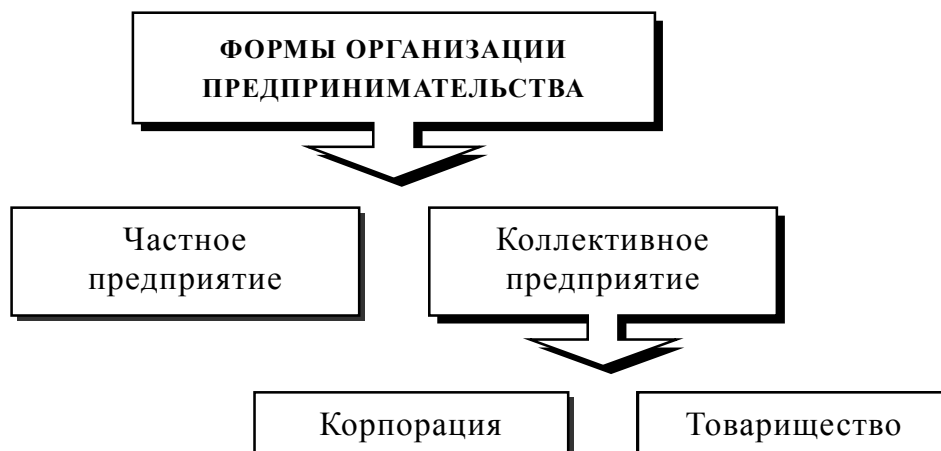 ФОРМЫ ОРГАНИЗАЦИИ
ПРЕДПРИНИМАТЕЛЬСТВА
Частное
предприятие
Коллективное
предприятие
Корпорация
Товарищество